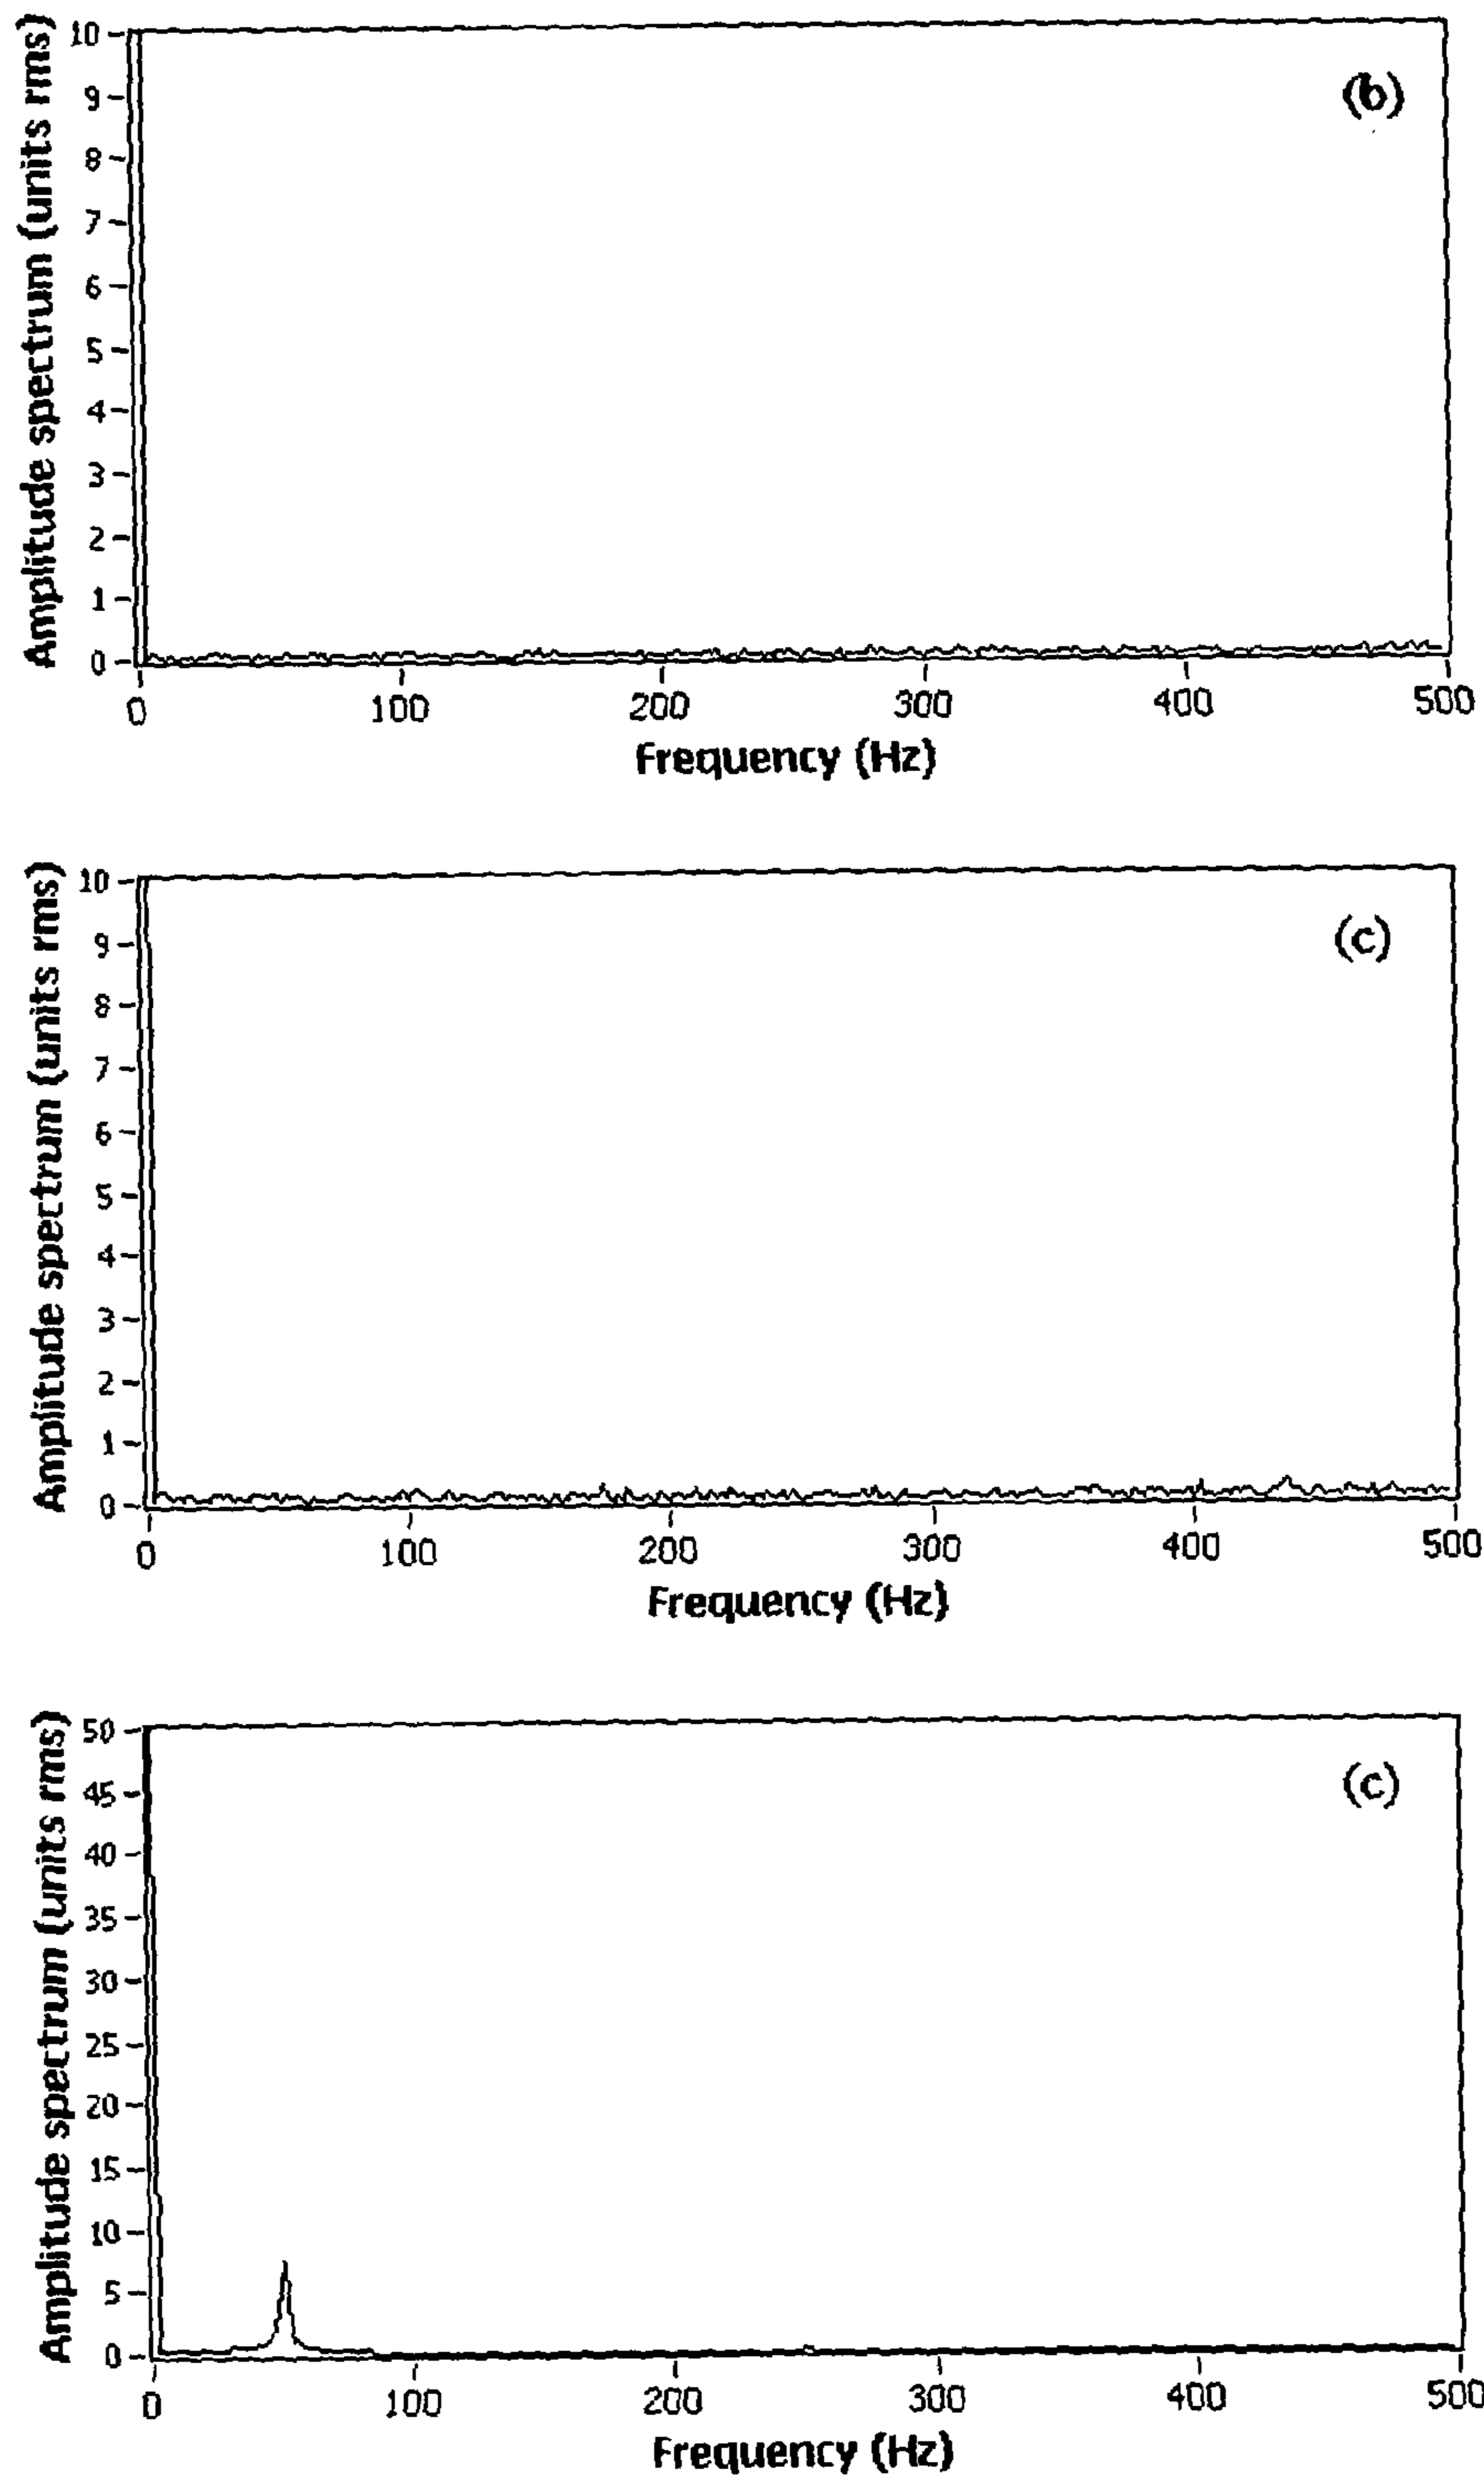 Amplitude spectrum (units rms)
10
9
8
7
6
5
4
3
2
1
0
(b)
0 100 200 300 400 500
Frequency (Hz)
Amplitude spectrum (units rms)
10
9
8
7
6
5
4
3
2
1
0
(c)
0 100 200 300 400 500
Frequency (Hz)
Amplitude spectrum (units rms)
50
45
40
35
30
25
20
15
10
5
0
(c)
0 100 200 300 400 500
Frequency (Hz)